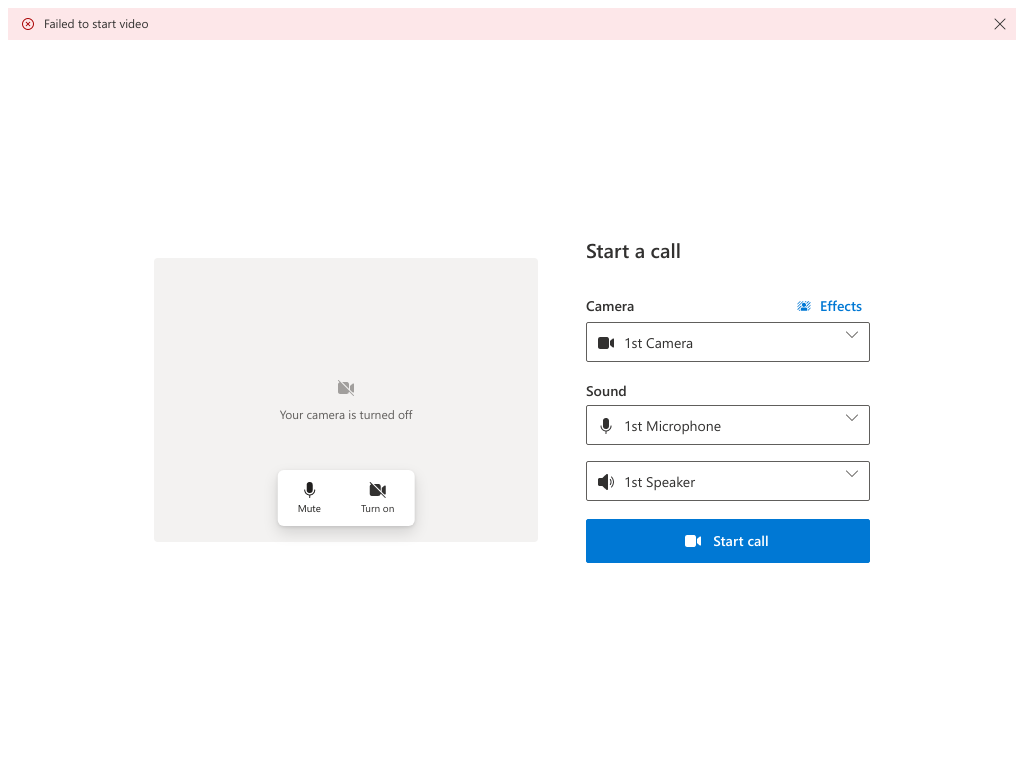 Failed to start video
Start a call
Camera
Effects
1st Camera
Sound
1st Microphone
1st Speaker
Start call
Your camera is turned off
Mute
Turn on